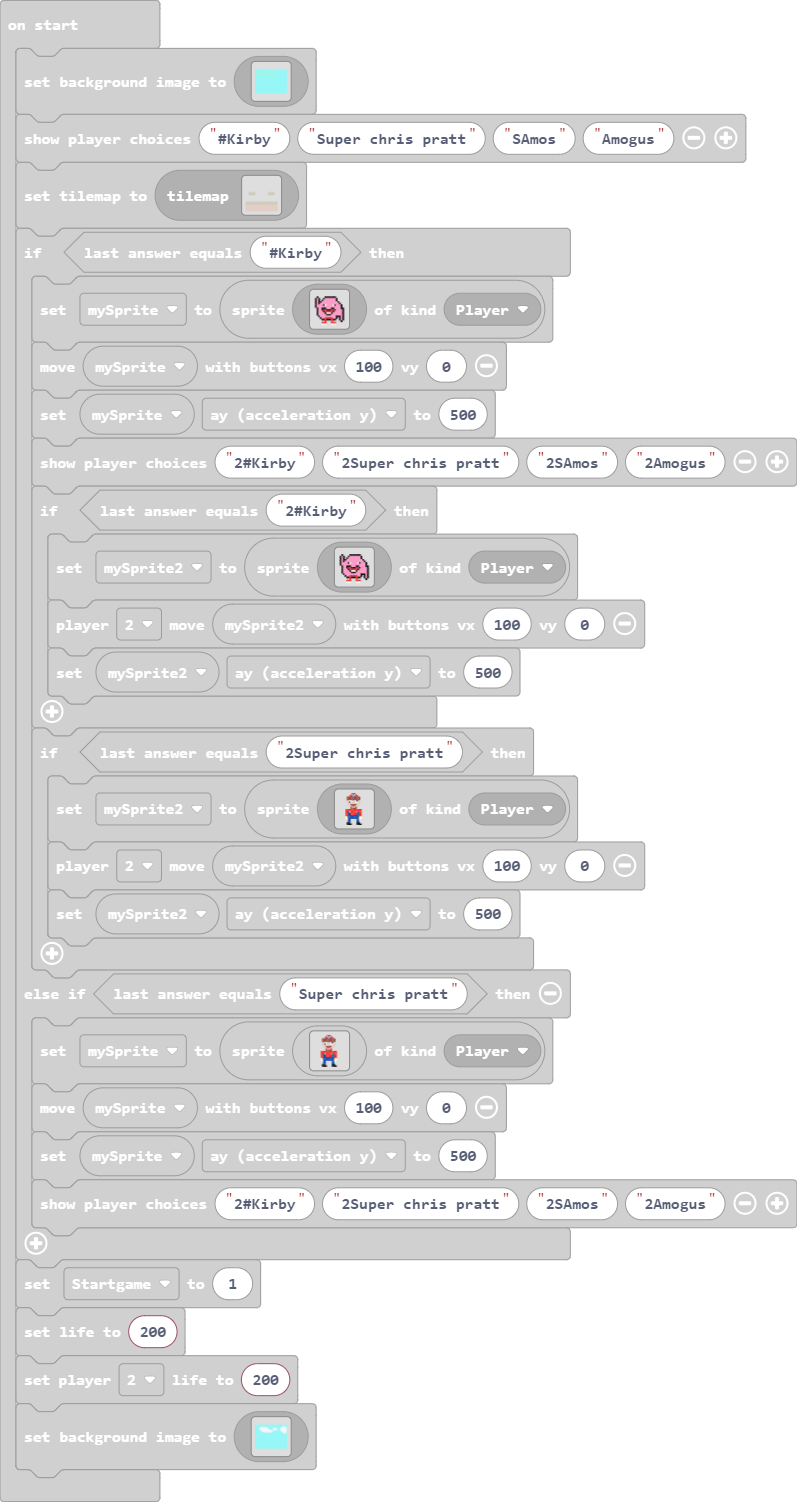 on start
set background image to
show player choices "#Kirby" "Super chris pratt" "SAmos" "Amogus"
set tilemap to tilemap
if last answer equals "#Kirby" then
set mySprite to sprite of kind Player
move mySprite with buttons vx 100 vy 0
set mySprite ay (acceleration y) to 500
show player choices "2#Kirby" "2Super chris pratt" "2SAmos" "2Amogus"
if last answer equals "2#Kirby" then
set mySprite2 to sprite of kind Player
player 2 move mySprite2 with buttons vx 100 vy 0
set mySprite2 ay (acceleration y) to 500
if last answer equals "2Super chris pratt" then
set mySprite2 to sprite of kind Player
player 2 move mySprite2 with buttons vx 100 vy 0
set mySprite2 ay (acceleration y) to 500
else if last answer equals "Super chris pratt" then
set mySprite to sprite of kind Player
move mySprite with buttons vx 100 vy 0
set mySprite ay (acceleration y) to 500
show player choices "2#Kirby" "2Super chris pratt" "2SAmos" "2Amogus"
set Startgame to 1
set life to 200
set player 2 life to 200
set background image to